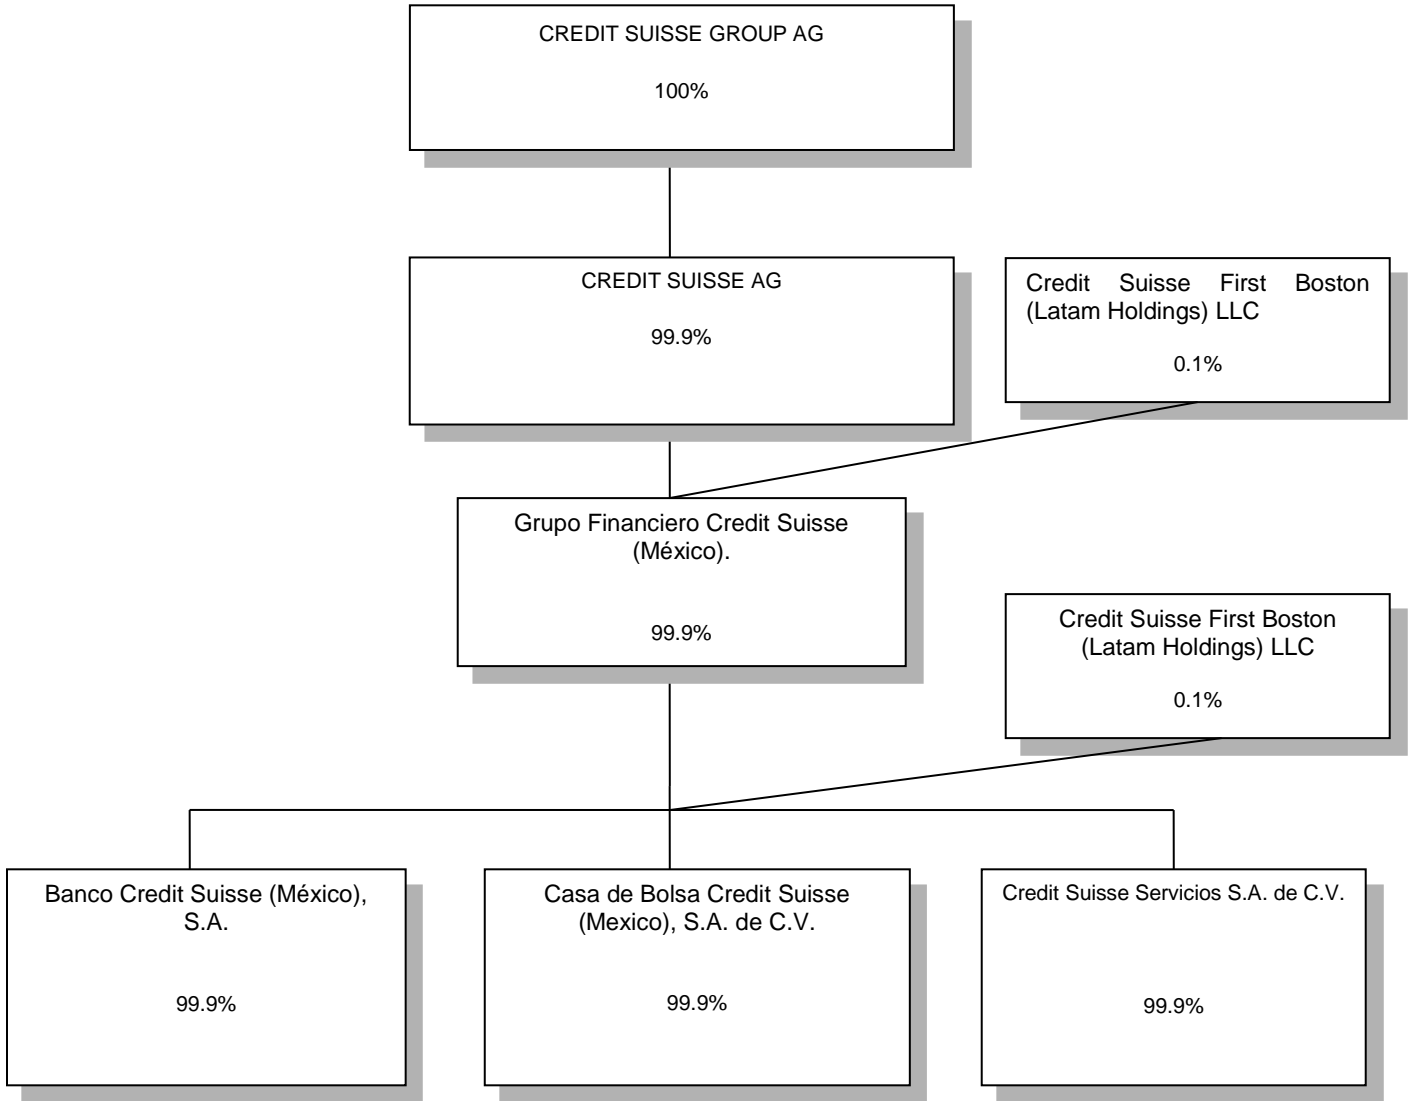 CREDIT SUISSE GROUP AG
100%
CREDIT SUISSE AG
99.9%
Credit Suisse First Boston
(Latam Holdings) LLC
0.1%
Grupo Financiero Credit Suisse
(México).
99.9%
Credit Suisse First Boston
(Latam Holdings) LLC
0.1%
Banco Credit Suisse (México),
S.A.
99.9%
Casa de Bolsa Credit Suisse
(Mexico), S.A. de C.V.
99.9%
Credit Suisse Servicios S.A. de C.V.
99.9%